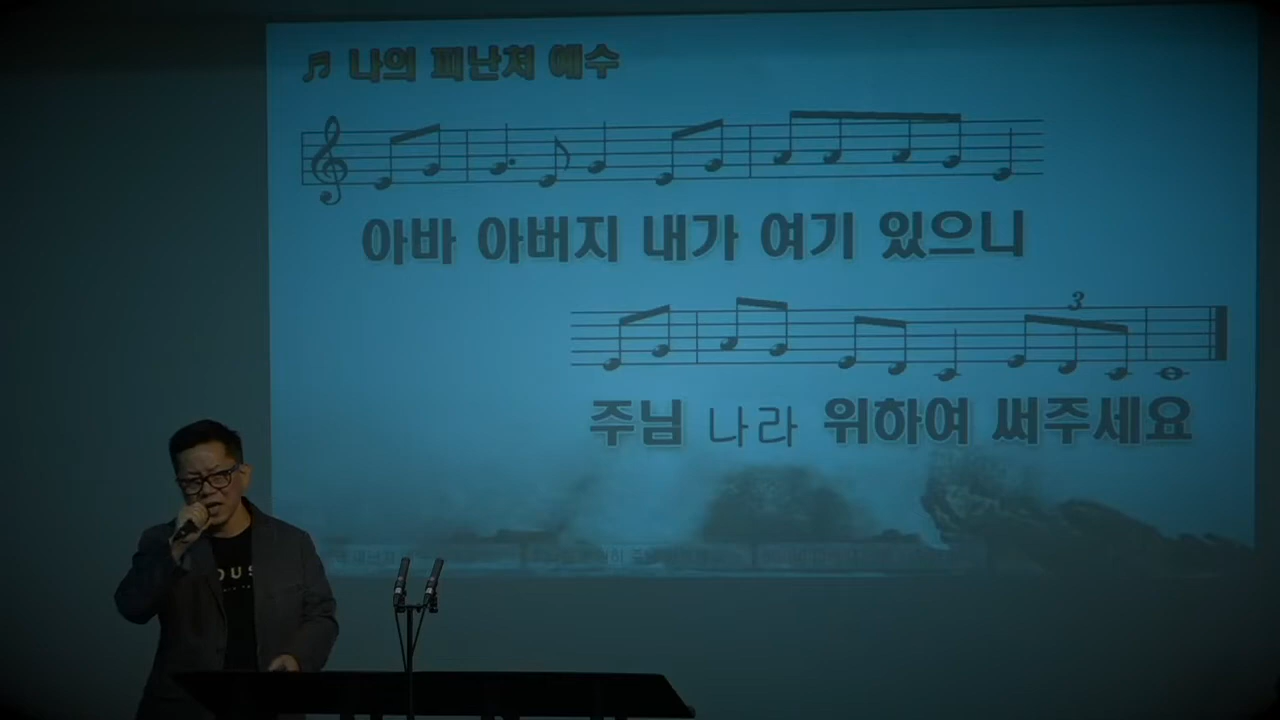 ♬ 나의 피난처 예수
아바 아버지 내가 여기 있으니
3
주님 나라 위하여 써주세요
OUS